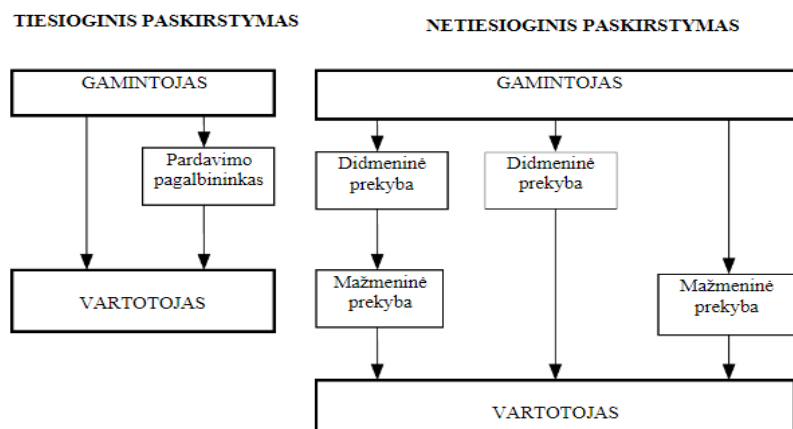 TIESIOGINIS PASKIRSTYMAS
GAMINTOJAS
Pardavimo
pagalbininkas
VARTOTOJAS
NETIESIOGINIS PASKIRSTYMAS
GAMINTOJAS
Didmeninė
prekyba
Didmeninė
prekyba
Mažmeninė
prekyba
Mažmeninė
prekyba
VARTOTOJAS